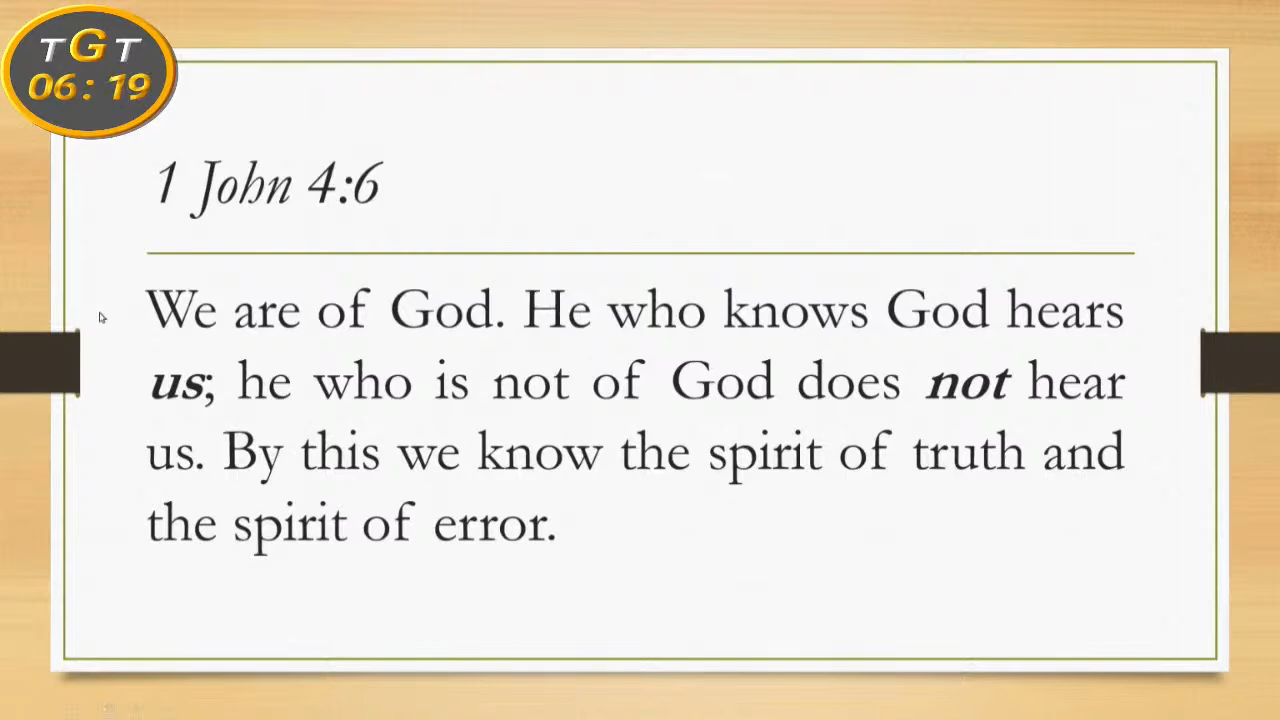 TGT
06:19
1 John 4:6
We are of God. He who knows God hears
us; he who is not of God does not hear
us. By this we know the spirit of truth and
the spirit of error.